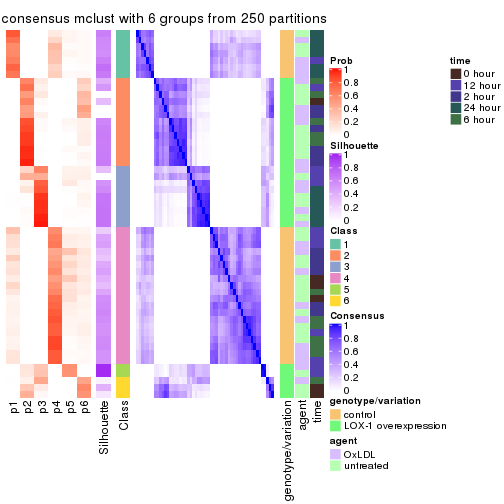 consensus mclust with 6 groups from 250 partitions
Prob
1
0.8
0.6
0.4
0.2
0
time
0 hour
12 hour
2 hour
24 hour
6 hour
Silhouette
1
0.8
0.6
0.4
0.2
0
Class
1
2
3
4
5
6
Consensus
1
0.8
0.6
0.4
0.2
0
genotype/variation
control
LOX-1 overexpression
agent
OxLDL
untreated
p1
p2
p3
p4
p5
p6
Silhouette
Class
genotype/variation
agent
time